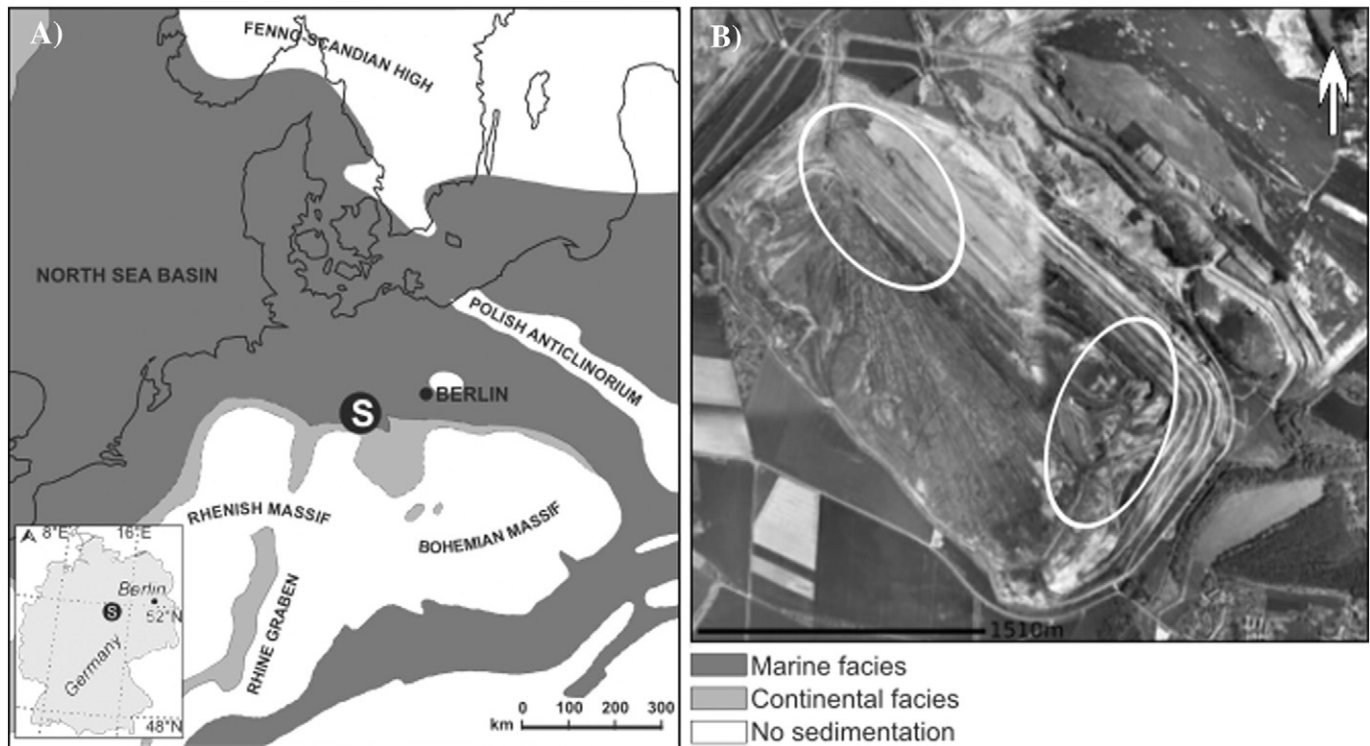 A)
FENNO-SCANDIAN HIGH
NORTH SEA BASIN
POLISH ANTICLINORIUM
BERLIN
S
RHENISH MASSIF
BOHEMIAN MASSIF
RHINE GRABEN
A
8°E
16°E
Berlin
S
52°N
Germany
48°N
km
0
100
200
300
B)
1510m
Marine facies
Continental facies
No sedimentation